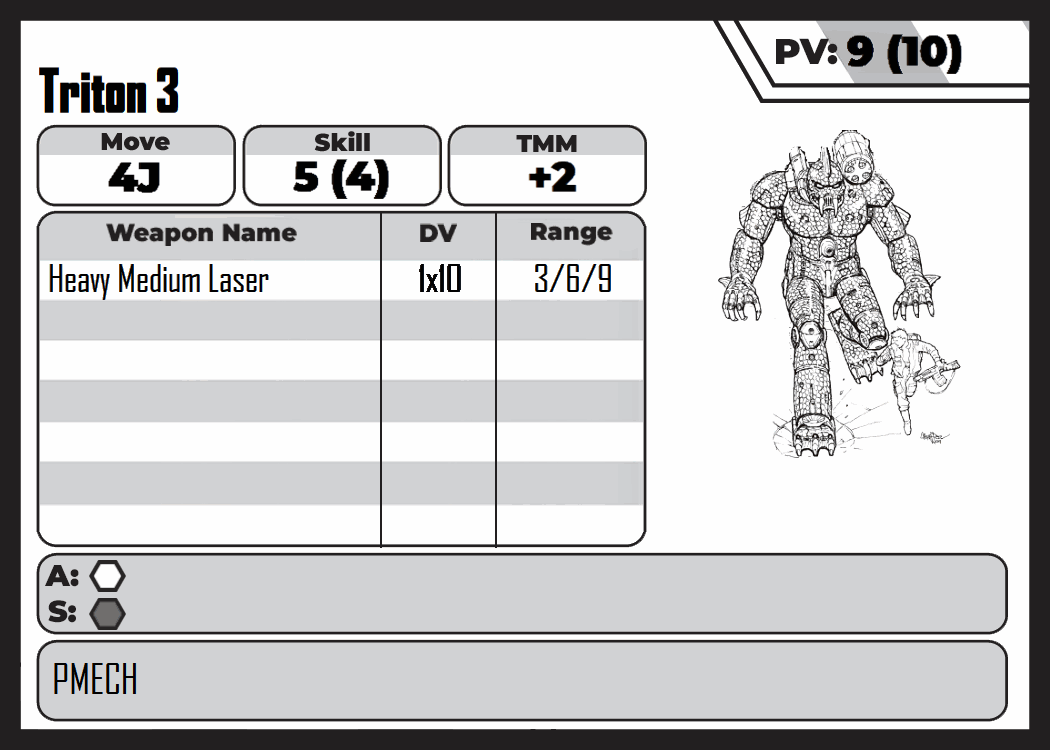 PV: 9 (10)
Triton 3
Move Skill TMM
4J 5 (4) +2
Weapon Name DV Range
Heavy Medium Laser 1x10 3/6/9
A:
S:
PMECH